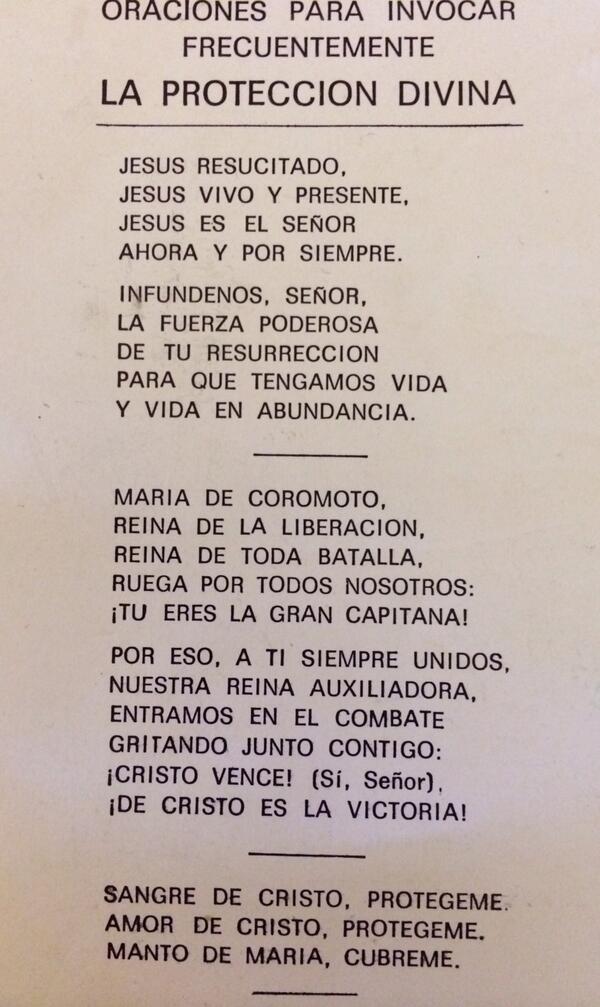 ORACIONES PARA INVOCAR
FRECUENTEMENTE
LA PROTECCION DIVINA
JESUS RESUCITADO,
JESUS VIVO Y PRESENTE,
JESUS ES EL SEÑOR
AHORA Y POR SIEMPRE.
INFUNDENOS, SEÑOR,
LA FUERZA PODEROSA
DE TU RESURRECCION
PARA QUE TENGAMOS VIDA
Y VIDA EN ABUNDANCIA.
MARIA DE COROMOTO,
REINA DE LA LIBERACION,
REINA DE TODA BATALLA,
RUEGA POR TODOS NOSOTROS:
¡TU ERES LA GRAN CAPITANA!
POR ESO, A TI SIEMPRE UNIDOS,
NUESTRA REINA AUXILIADORA,
ENTRAMOS EN EL COMBATE
GRITANDO JUNTO CONTIGO:
¡CRISTO VENCE! (Sí, Señor),
¡DE CRISTO ES LA VICTORIA!
SANGRE DE CRISTO, PROTEGEME.
AMOR DE CRISTO, PROTEGEME.
MANTO DE MARIA, CUBREME.